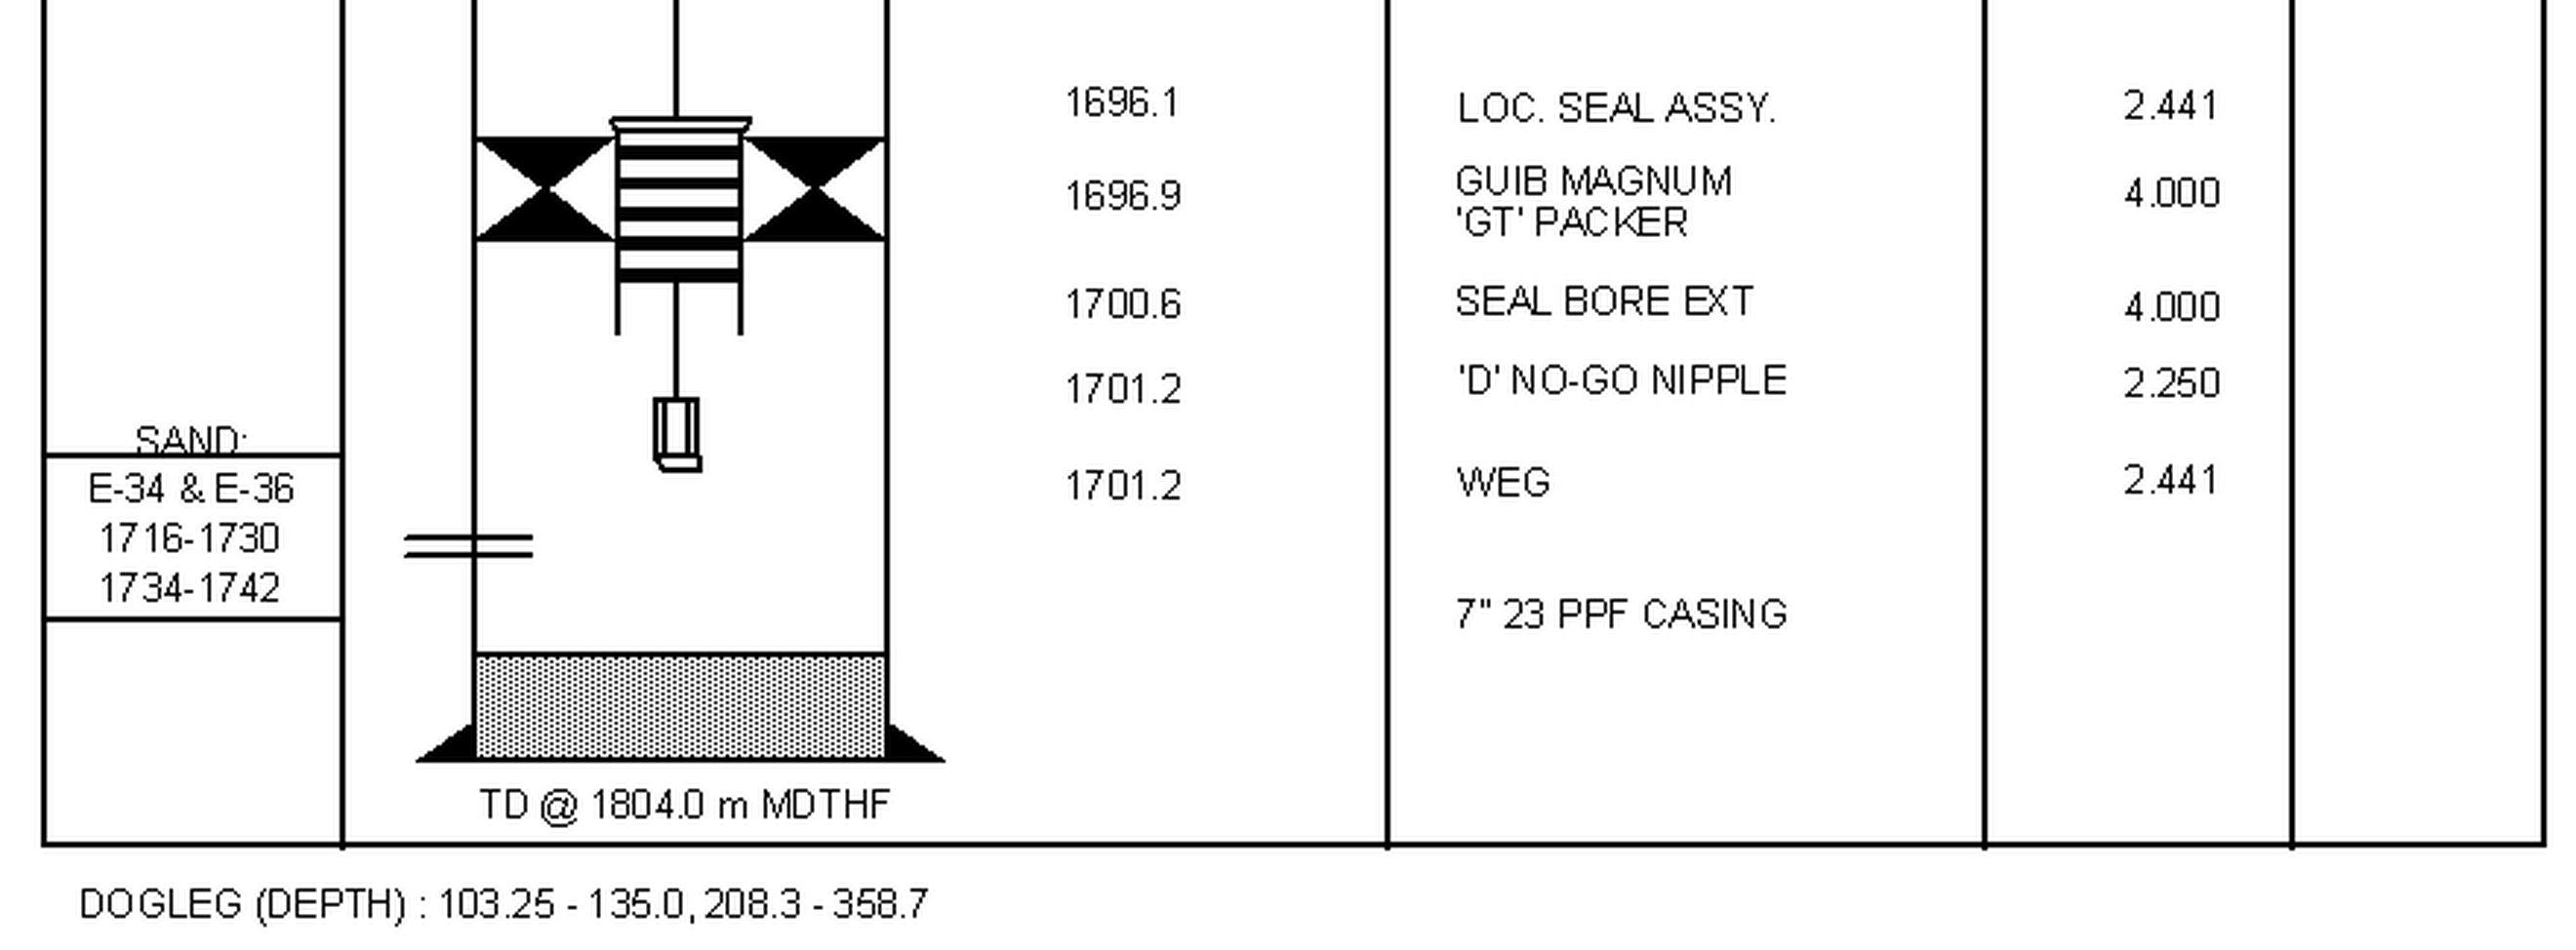 1696.1 LOC. SEAL ASSY. 2.441
1696.9 GUIB MAGNUM 4.000
'GT' PACKER
1700.6 SEAL BORE EXT 4.000
1701.2 'D' NO-GO NIPPLE 2.250
SAND:
E-34 & E-36
1701.2 WEG 2.441
1716-1730
1734-1742
7" 23 PPF CASING
TD @ 1804.0 m MDTHF
DOGLEG (DEPTH) : 103.25 - 135.0, 208.3 - 358.7